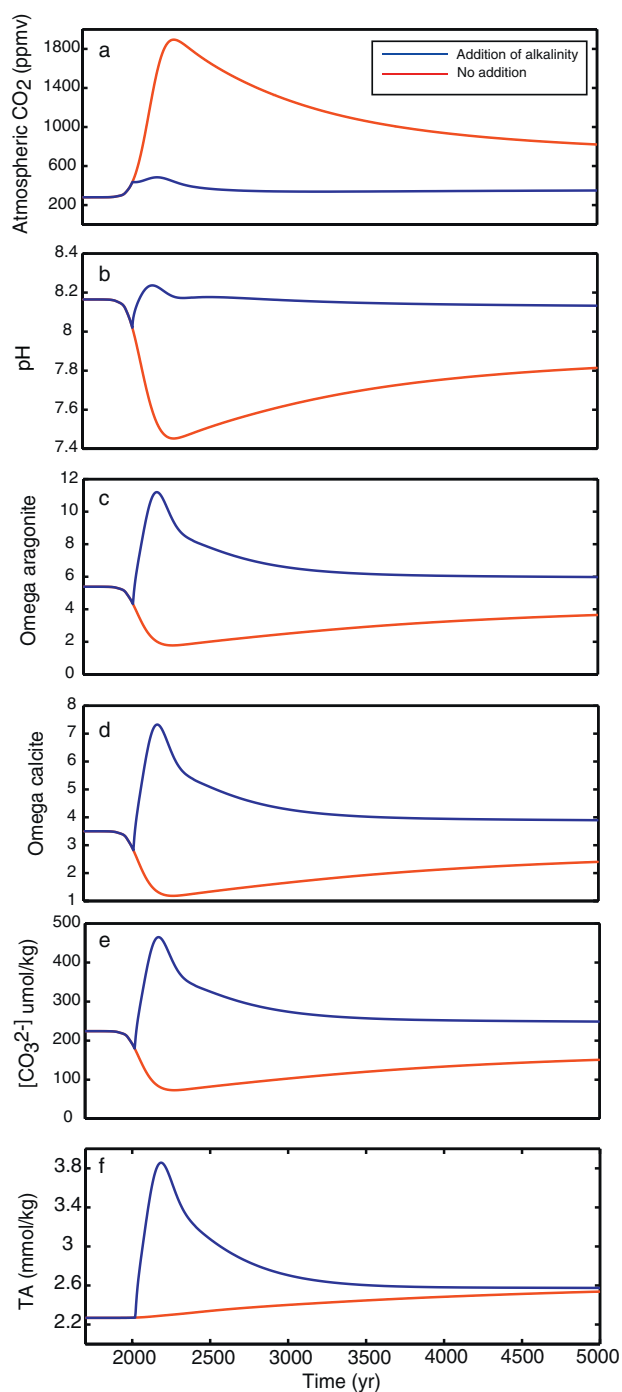 Atmospheric CO2 (ppmv)
1800
1400
1000
600
200
a
Addition of alkalinity
No addition
pH
8.4
8.2
8
7.8
7.6
7.4
b
Omega aragonite
12
10
8
6
4
2
0
c
Omega calcite
8
7
6
5
4
3
2
1
d
[CO3 2-] umol/kg
500
400
300
200
100
0
e
TA (mmol/kg)
3.8
3.4
3
2.6
2.2
f
2000 2500 3000 3500 4000 4500 5000
Time (yr)